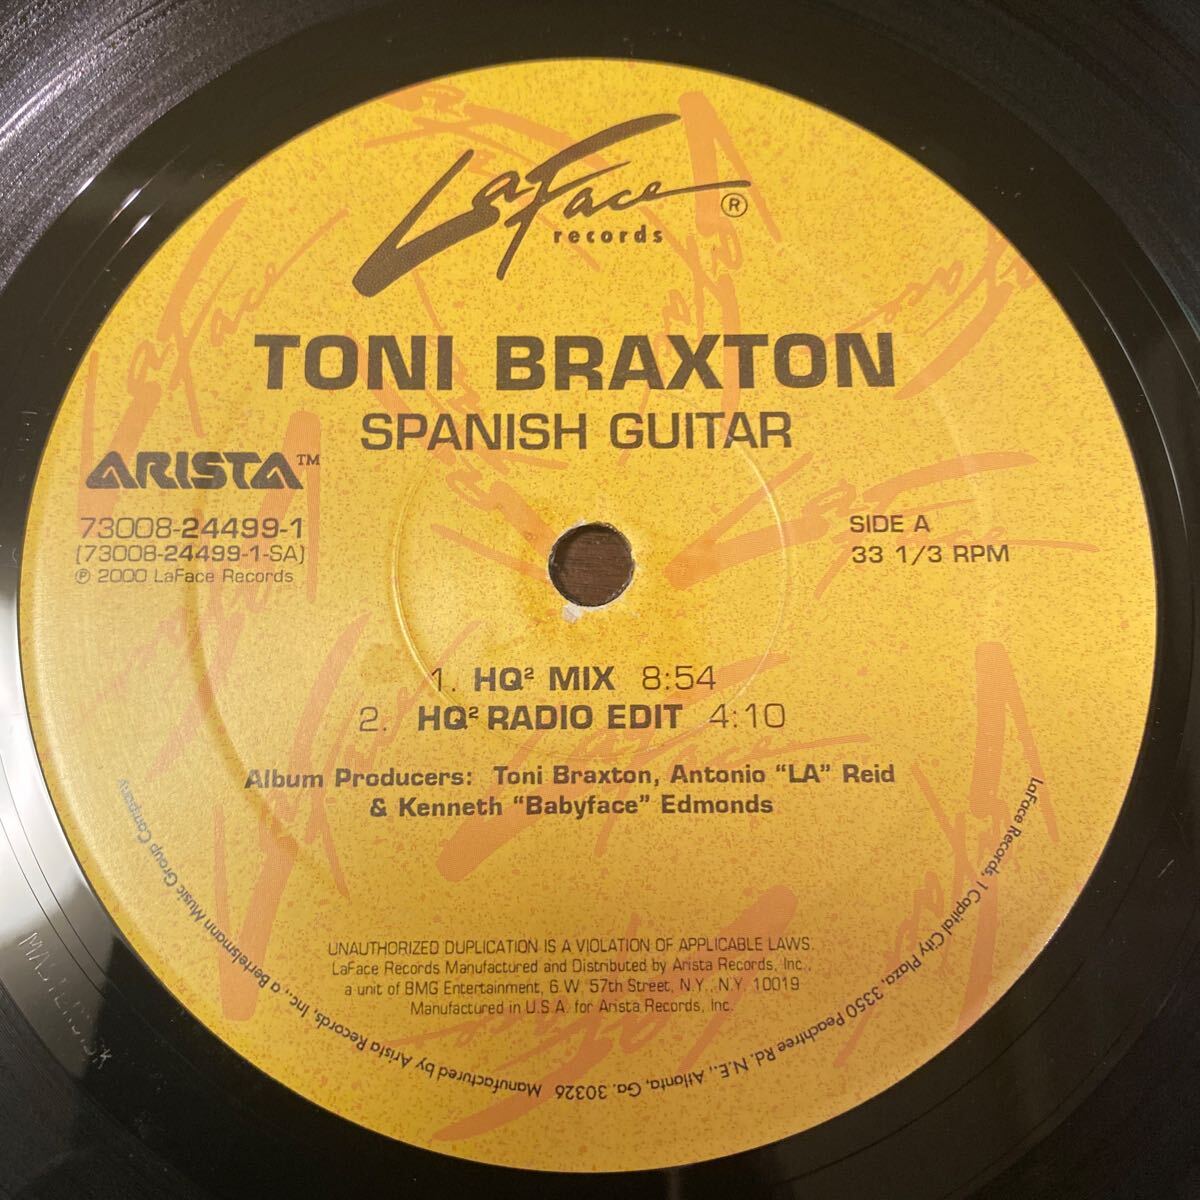 LaFace ®
records
TONI BRAXTON
SPANISH GUITAR
ARISTA™
73008-24499-1
(73008-24499-1-SA)
℗ 2000 LaFace Records
SIDE A
33 1/3 RPM
1. HQ² MIX 8:54
2. HQ² RADIO EDIT 4:10
Album Producers: Toni Braxton, Antonio "LA" Reid
& Kenneth "Babyface" Edmonds
UNAUTHORIZED DUPLICATION IS A VIOLATION OF APPLICABLE LAWS.
LaFace Records Manufactured and Distributed by Arista Records, Inc.,
a unit of BMG Entertainment, 6 W. 57th Street, N.Y., N.Y. 10019
Manufactured in U.S.A. for Arista Records, Inc.
LaFace Records, 1 Capital City Plaza, 3350 Peachtree Rd. N.E., Atlanta, Ga. 30326 Manufactured by Arista Records, Inc., a Bertelsmann Music Group Company
MASTERDISK